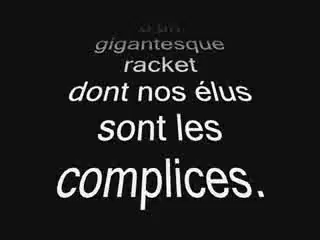 gigantesque
racket
dont nos élus
sont les
complices.